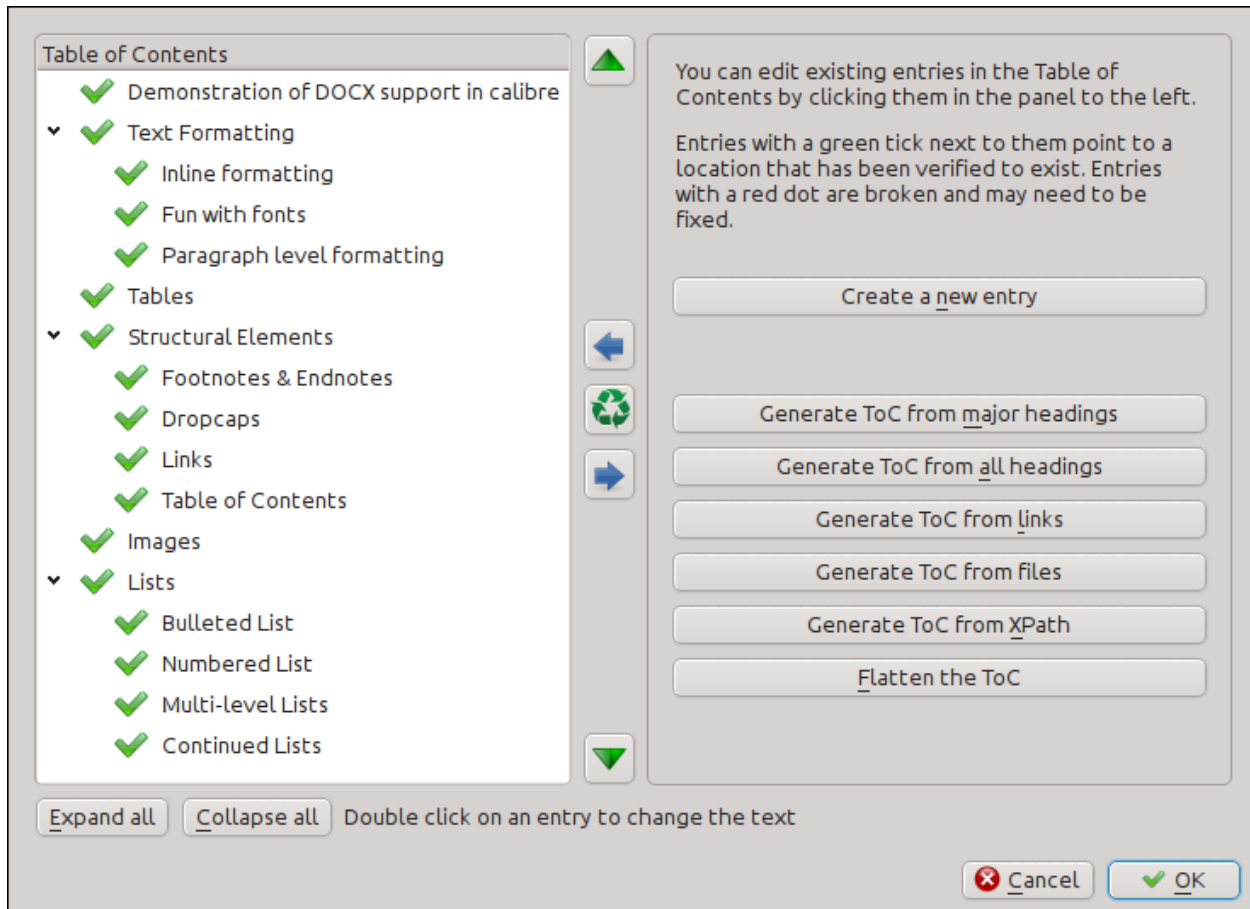 Table of Contents
Demonstration of DOCX support in calibre
Text Formatting
Inline formatting
Fun with fonts
Paragraph level formatting
Tables
Structural Elements
Footnotes & Endnotes
Dropcaps
Links
Table of Contents
Images
Lists
Bulleted List
Numbered List
Multi-level Lists
Continued Lists
You can edit existing entries in the Table of
Contents by clicking them in the panel to the left.
Entries with a green tick next to them point to a
location that has been verified to exist. Entries
with a red dot are broken and may need to be
fixed.
Create a new entry
Generate ToC from major headings
Generate ToC from all headings
Generate ToC from links
Generate ToC from files
Generate ToC from XPath
Flatten the ToC
Expand all
Collapse all
Double click on an entry to change the text
Cancel
OK